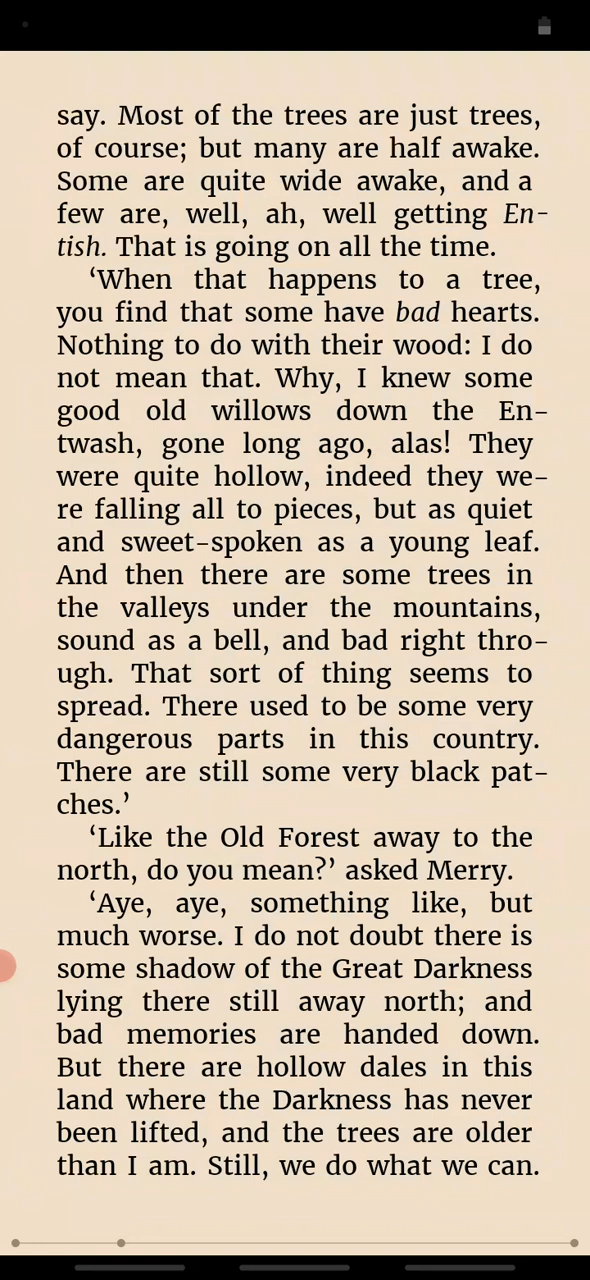 say. Most of the trees are just trees,
of course; but many are half awake.
Some are quite wide awake, and a
few are, well, ah, well getting En-
tish. That is going on all the time.
‘When that happens to a tree,
you find that some have bad hearts.
Nothing to do with their wood: I do
not mean that. Why, I knew some
good old willows down the En-
twash, gone long ago, alas! They
were quite hollow, indeed they we-
re falling all to pieces, but as quiet
and sweet-spoken as a young leaf.
And then there are some trees in
the valleys under the mountains,
sound as a bell, and bad right thro-
ugh. That sort of thing seems to
spread. There used to be some very
dangerous parts in this country.
There are still some very black pat-
ches.’
‘Like the Old Forest away to the
north, do you mean?’ asked Merry.
‘Aye, aye, something like, but
much worse. I do not doubt there is
some shadow of the Great Darkness
lying there still away north; and
bad memories are handed down.
But there are hollow dales in this
land where the Darkness has never
been lifted, and the trees are older
than I am. Still, we do what we can.